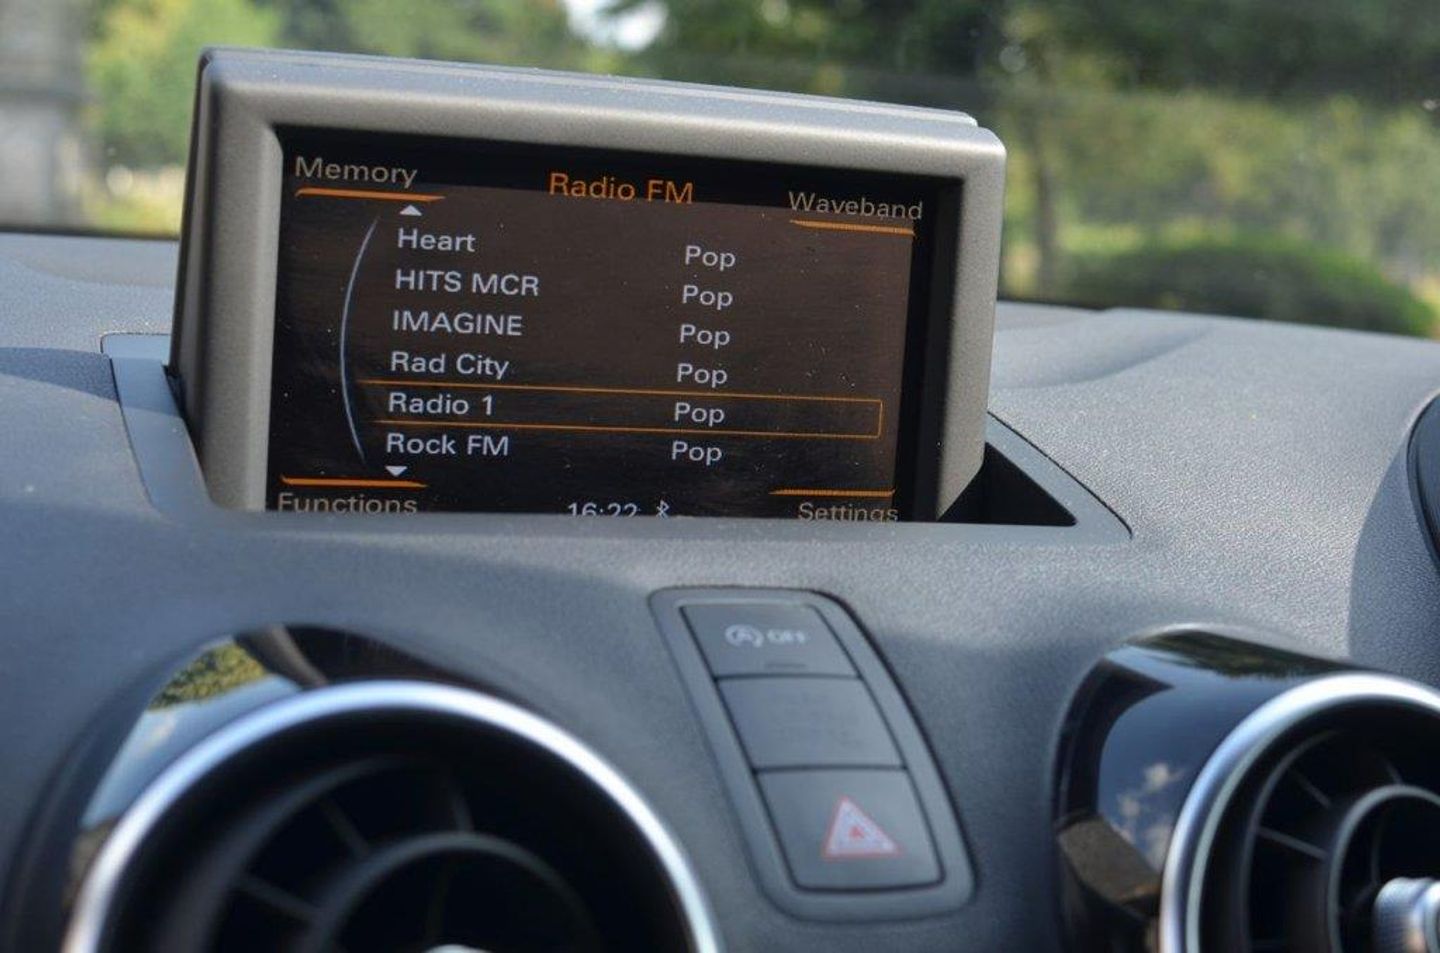 Memory Radio FM Waveband
Heart Pop
HITS MCR Pop
IMAGINE Pop
Rad City Pop
Radio 1 Pop
Rock FM Pop
Functions 16:22 Settings
OFF